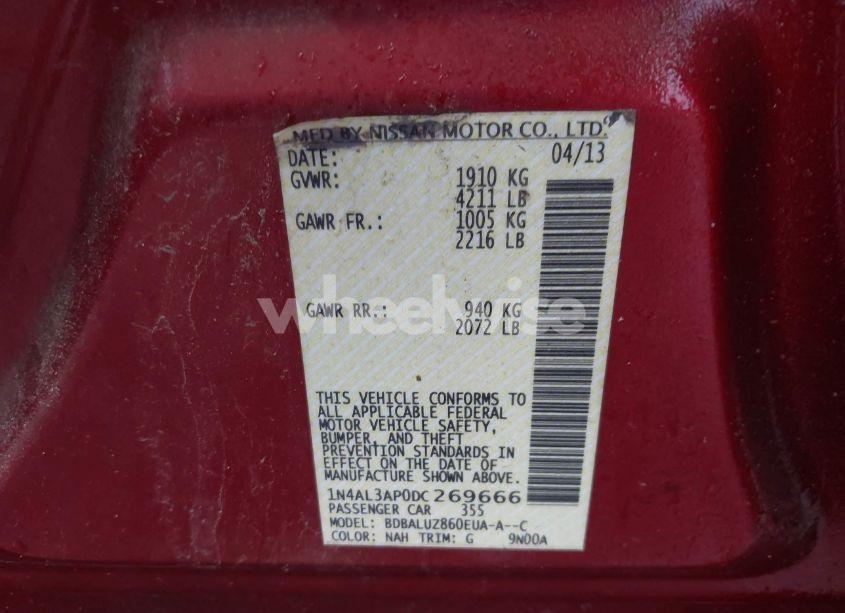 MFD BY NISSAN MOTOR CO., LTD.
DATE: 04/13
GVWR: 1910 KG
4211 LB
GAWR FR.: 1005 KG
2216 LB
GAWR RR.: 940 KG
2072 LB
wheelwise
THIS VEHICLE CONFORMS TO
ALL APPLICABLE FEDERAL
MOTOR VEHICLE SAFETY,
BUMPER, AND THEFT
PREVENTION STANDARDS IN
EFFECT ON THE DATE OF
MANUFACTURE SHOWN ABOVE.
1N4AL3AP0DC269666
PASSENGER CAR 355
MODEL: BDBALUZ860EUA-A--C
COLOR: NAH TRIM: G 9N00A